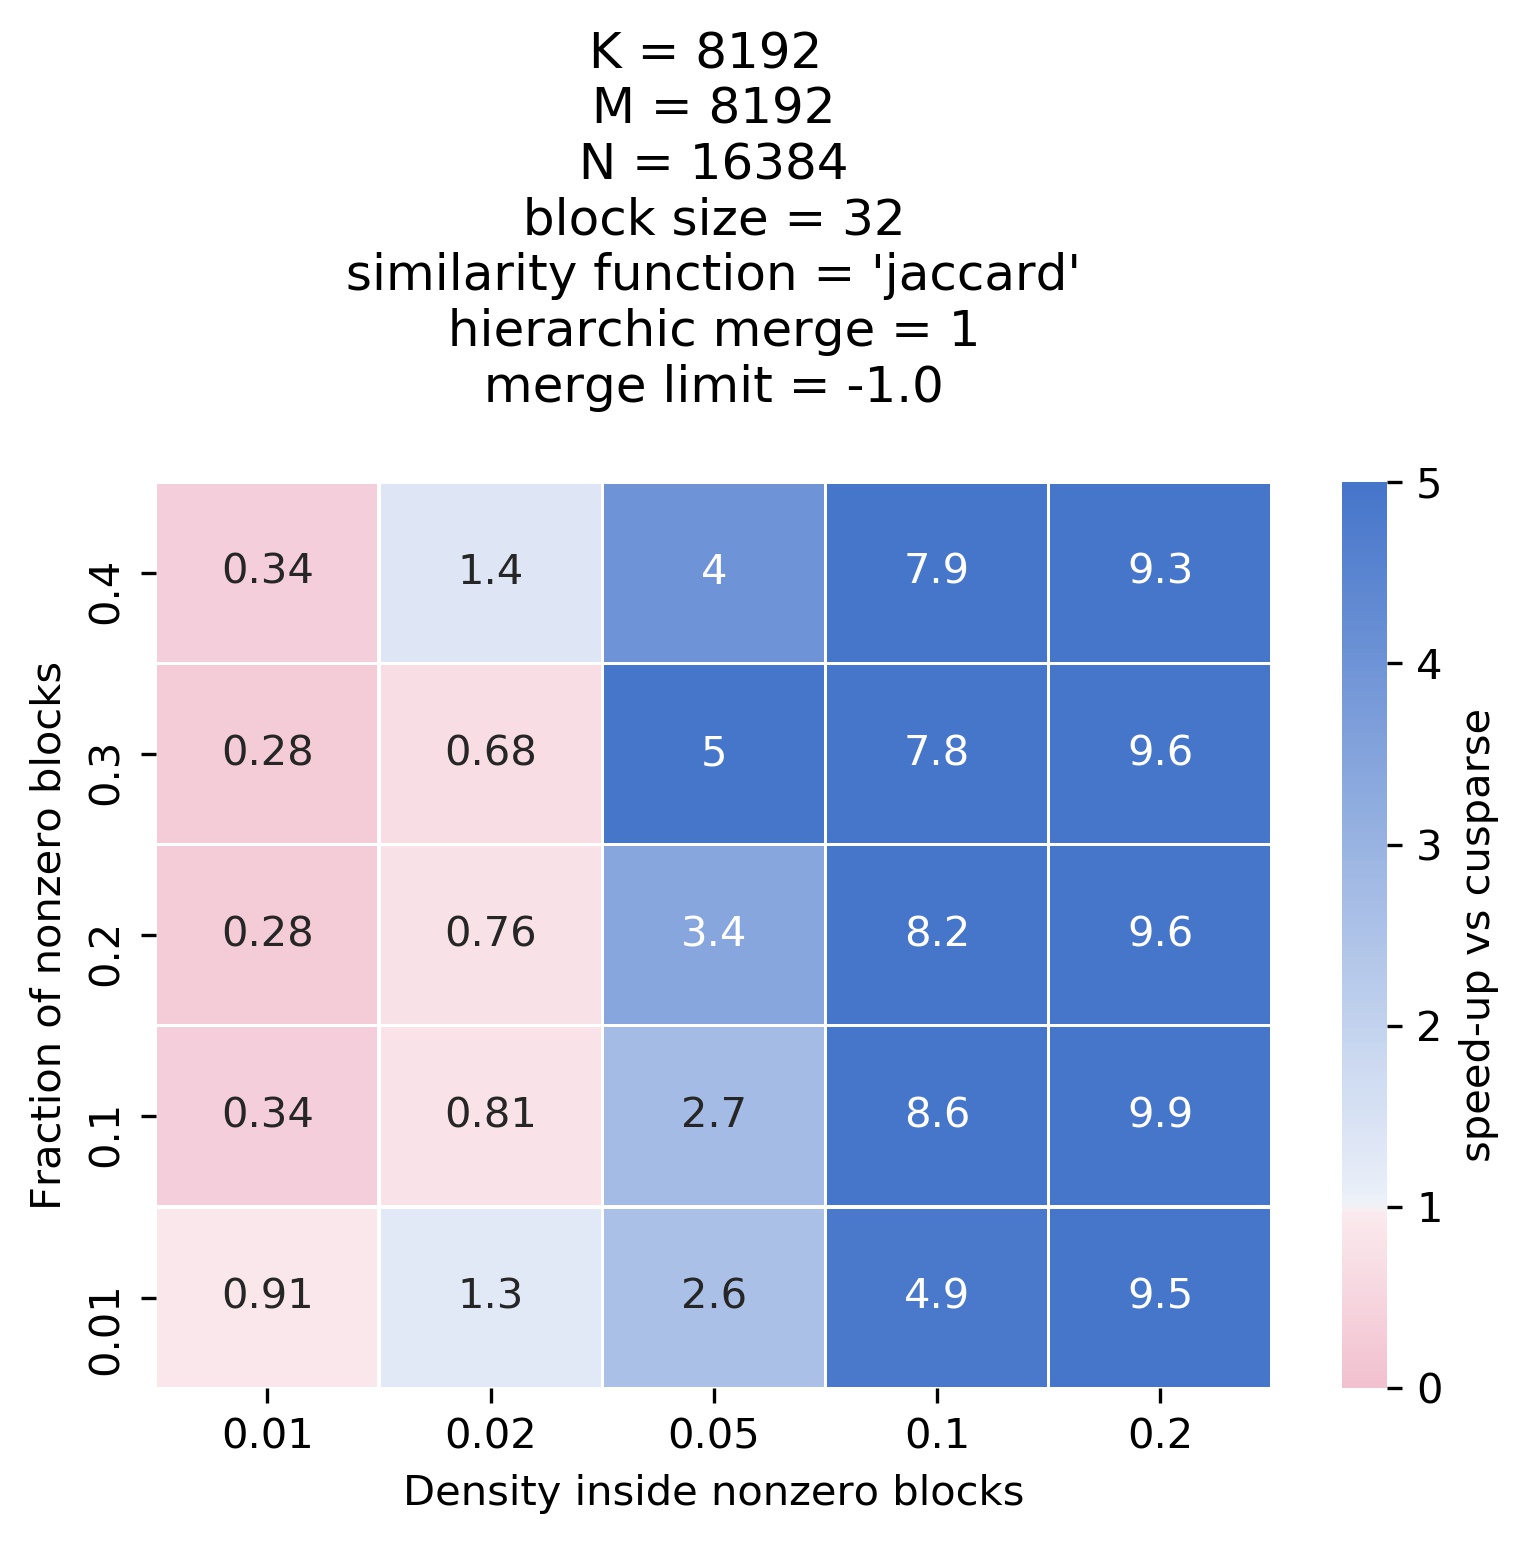 K = 8192
M = 8192
N = 16384
block size = 32
similarity function = 'jaccard'
hierarchic merge = 1
merge limit = -1.0
Fraction of nonzero blocks
0.4 0.34 1.4 4 7.9 9.3
0.3 0.28 0.68 5 7.8 9.6
0.2 0.28 0.76 3.4 8.2 9.6
0.1 0.34 0.81 2.7 8.6 9.9
0.01 0.91 1.3 2.6 4.9 9.5
0.01 0.02 0.05 0.1 0.2
Density inside nonzero blocks
5
4
3
2
1
0
speed-up vs cusparse